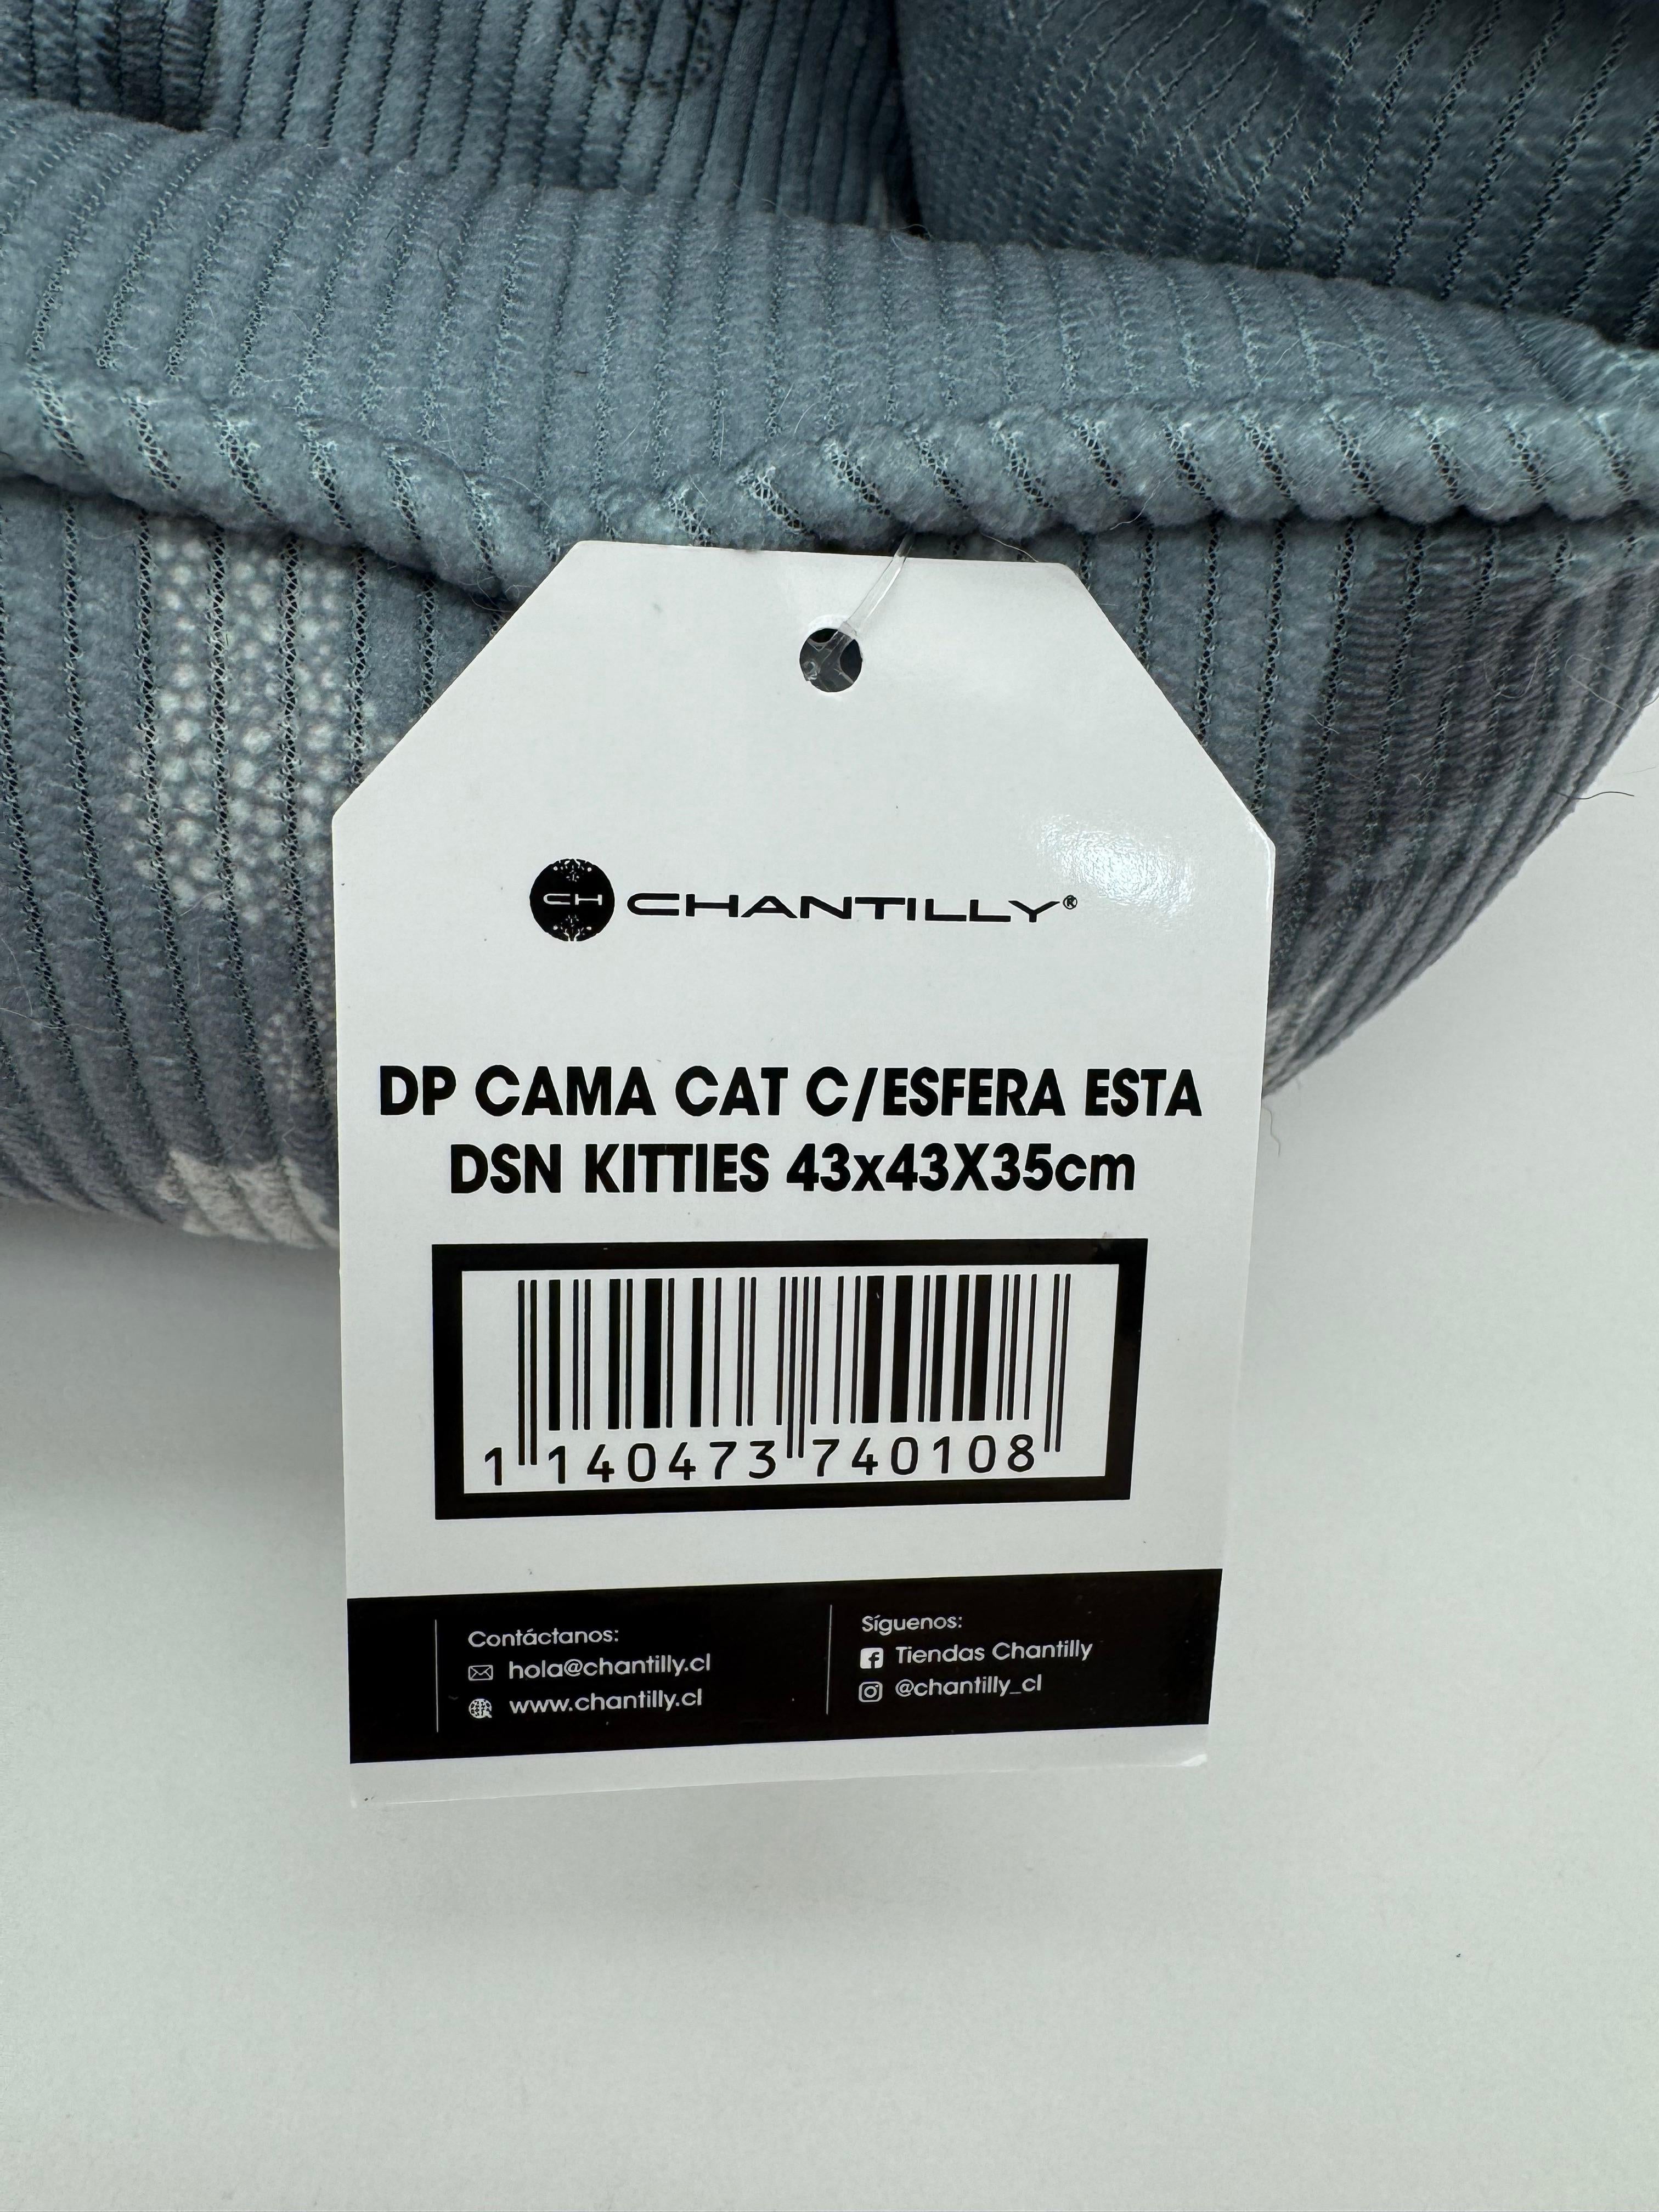 CH CHANTILLY®
DP CAMA CAT C/ESFERA ESTA
DSN KITTIES 43x43X35cm
1 140473 740108
Contáctanos:
hola@chantilly.cl
www.chantilly.cl
Síguenos:
Tiendas Chantilly
@chantilly_cl